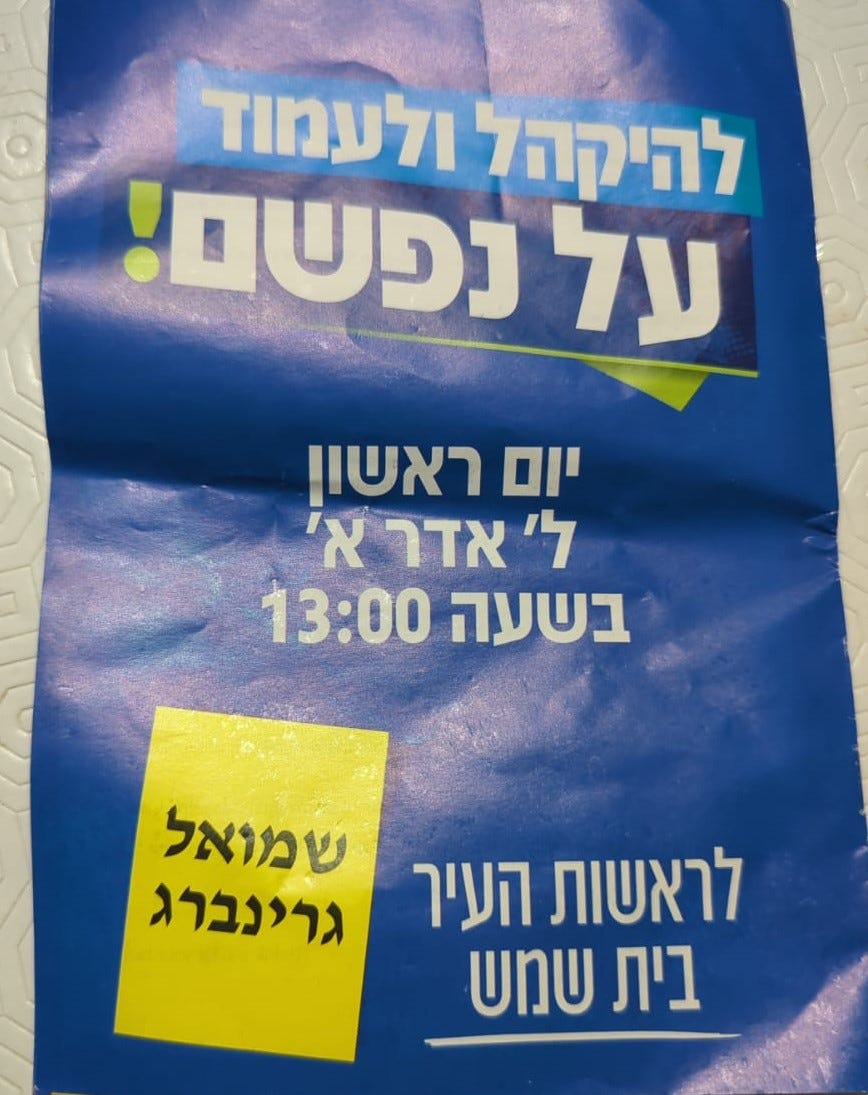 להיקהל ולעמוד
על נפשם!
יום ראשון
ל' אדר א'
בשעה 13:00
שמואל
גרינברג
לראשות העיר
בית שמש